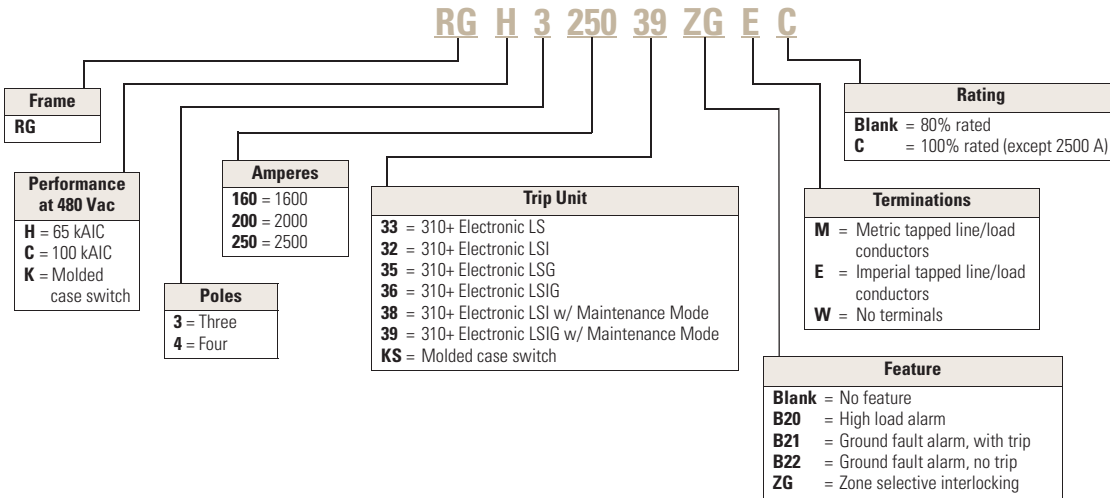 RG H 3 250 39 ZG E C
Frame
RG
Performance
at 480 Vac
H = 65 kAIC
C = 100 kAIC
K = Molded
case switch
Poles
3 = Three
4 = Four
Amperes
160 = 1600
200 = 2000
250 = 2500
Trip Unit
33 = 310+ Electronic LS
32 = 310+ Electronic LSI
35 = 310+ Electronic LSG
36 = 310+ Electronic LSIG
38 = 310+ Electronic LSI w/ Maintenance Mode
39 = 310+ Electronic LSIG w/ Maintenance Mode
KS = Molded case switch
Feature
Blank = No feature
B20 = High load alarm
B21 = Ground fault alarm, with trip
B22 = Ground fault alarm, no trip
ZG = Zone selective interlocking
Terminations
M = Metric tapped line/load
conductors
E = Imperial tapped line/load
conductors
W = No terminals
Rating
Blank = 80% rated
C = 100% rated (except 2500 A)